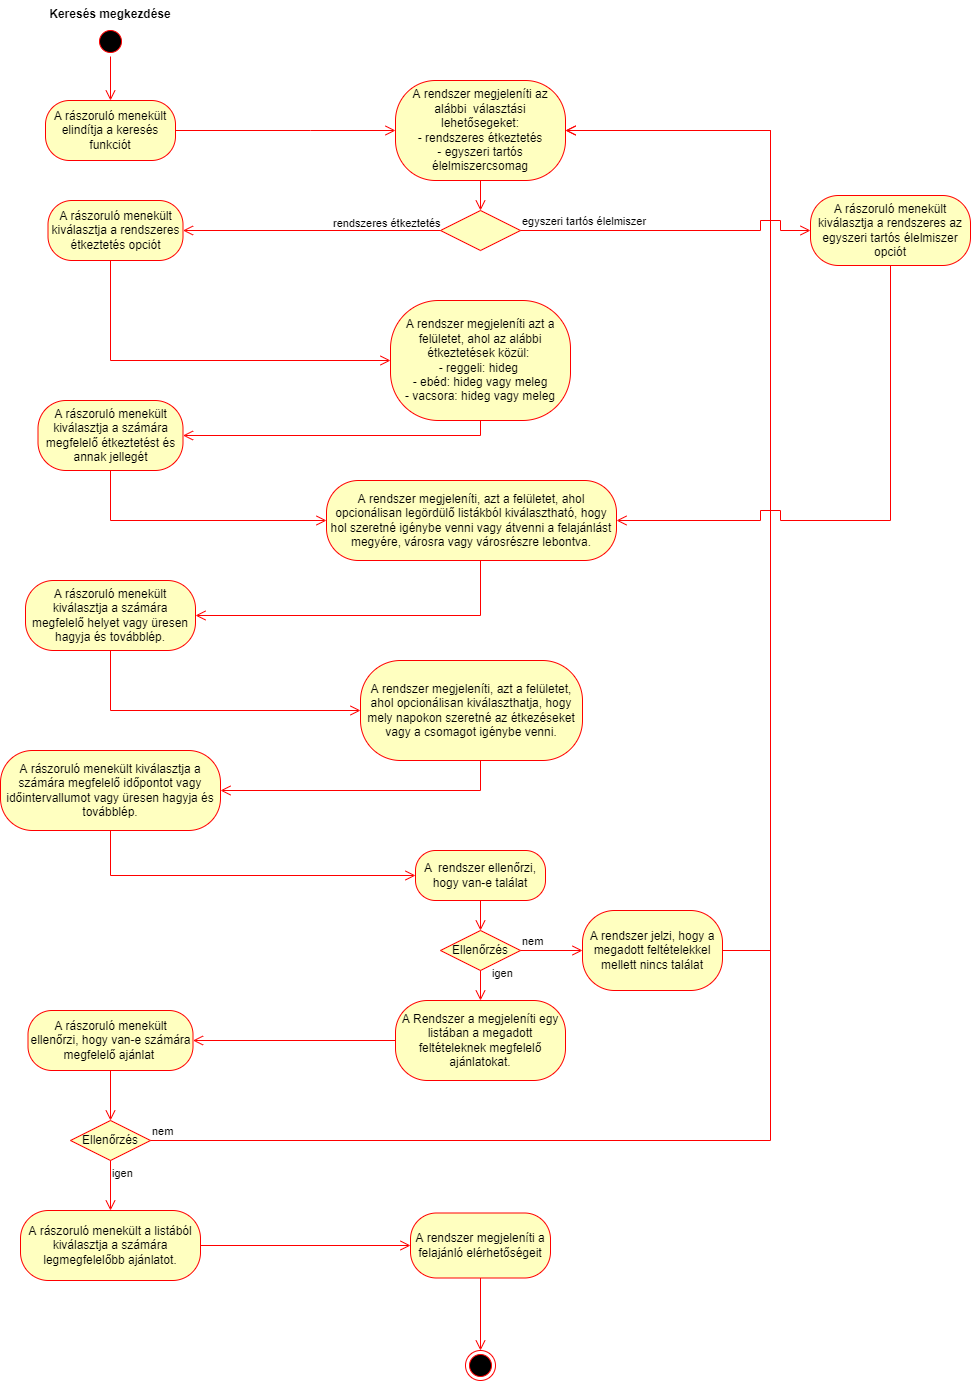 Keresés megkezdése
A rászoruló menekült
elindítja a keresés
funkciót
A rendszer megjeleníti az
alábbi választási
lehetősegeket:
- rendszeres étkeztetés
- egyszeri tartós
élelmiszercsomag
rendszeres étkeztetés
egyszeri tartós élelmiszer
A rászoruló menekült
kiválasztja a rendszeres
étkeztetés opciót
A rászoruló menekült
kiválasztja a rendszeres az
egyszeri tartós élelmiszer
opciót
A rendszer megjeleníti azt a
felületet, ahol az alábbi
étkeztetések közül:
- reggeli: hideg
- ebéd: hideg vagy meleg
- vacsora: hideg vagy meleg
A rászoruló menekült
kiválasztja a számára
megfelelő étkeztetést és
annak jellegét
A rendszer megjeleníti, azt a felületet, ahol
opcionálisan legördülő listákból kiválasztható, hogy
hol szeretné igénybe venni vagy átvenni a felajánlást
megyére, városra vagy városrészre lebontva.
A rászoruló menekült
kiválasztja a számára
megfelelő helyet vagy üresen
hagyja és továbblép.
A rendszer megjeleníti, azt a felületet,
ahol opcionálisan kiválaszthatja, hogy
mely napokon szeretné az étkezéseket
vagy a csomagot igénybe venni.
A rászoruló menekült kiválasztja a
számára megfelelő időpontot vagy
időintervallumot vagy üresen hagyja és
továbblép.
A rendszer ellenőrzi,
hogy van-e találat
Ellenőrzés
nem
igen
A rendszer jelzi, hogy a
megadott feltételekkel
mellett nincs találat
A Rendszer a megjeleníti egy
listában a megadott
feltételeknek megfelelő
ajánlatokat.
A rászoruló menekült
ellenőrzi, hogy van-e számára
megfelelő ajánlat
Ellenőrzés
nem
igen
A rászoruló menekült a listából
kiválasztja a számára
legmegfelelőbb ajánlatot.
A rendszer megjeleníti a
felajánló elérhetőségeit